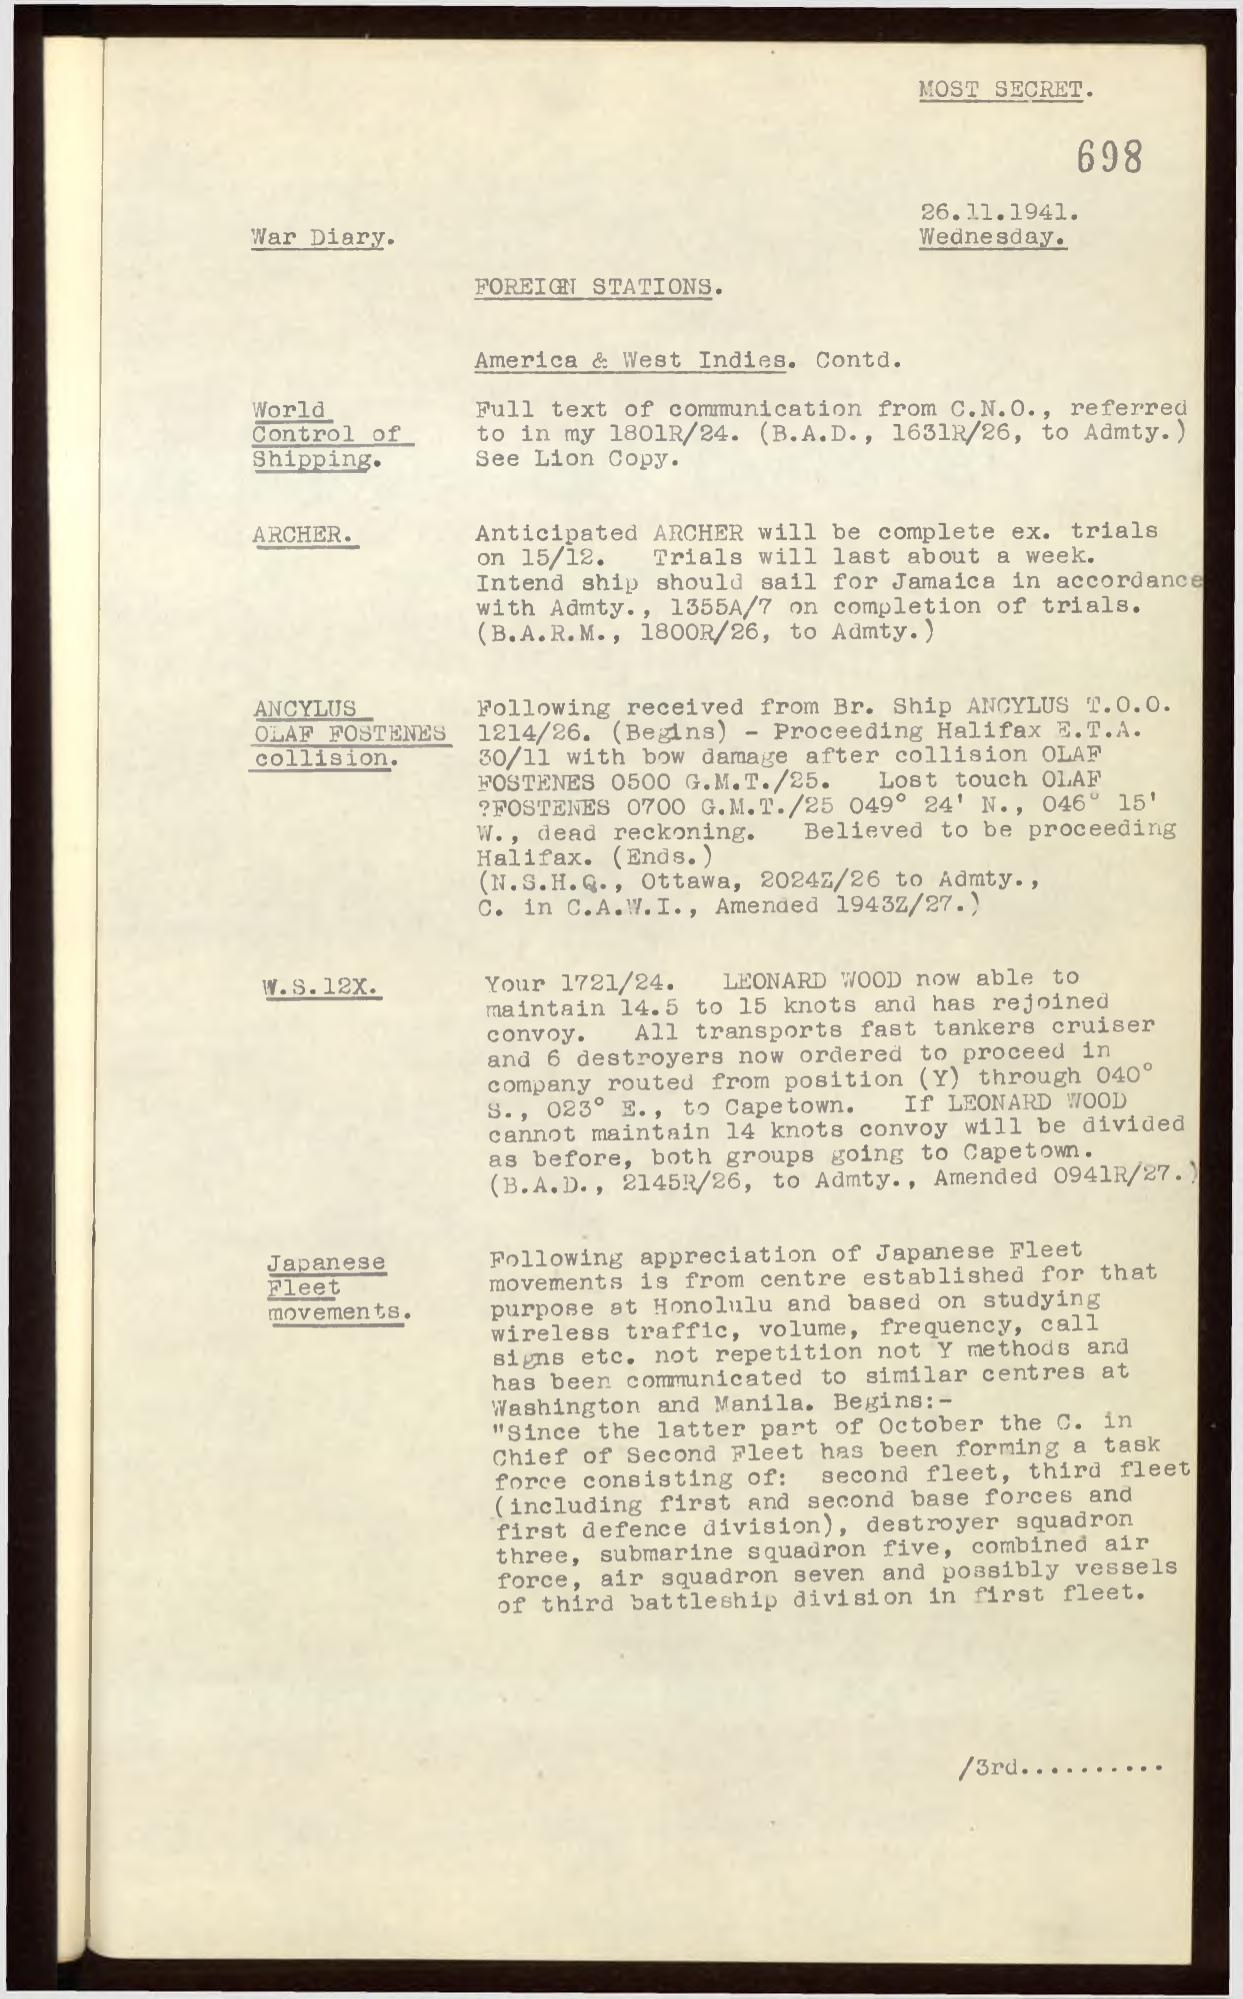 MOST SECRET.
698
26.11.1941.
War Diary.
Wednesday.
FOREIGN STATIONS.
America & West Indies. Contd.
World
Control of
Shipping.
Full text of communication from C.N.O., referred
to in my 1801R/24. (B.A.D., 1631R/26, to Admty.)
See Lion Copy.
ARCHER.
Anticipated ARCHER will be complete ex. trials
on 15/12. Trials will last about a week.
Intend ship should sail for Jamaica in accordance
with Admty., 1355A/7 on completion of trials.
(B.A.R.M., 1800R/26, to Admty.)
ANCYLUS
OLAF FOSTENES
collision.
Following received from Br. Ship ANCYLUS T.O.O.
1214/26. (Begins) - Proceeding Halifax E.T.A.
30/11 with bow damage after collision OLAF
FOSTENES 0500 G.M.T./25. Lost touch OLAF
?FOSTENES 0700 G.M.T./25 049° 24' N., 046° 15'
W., dead reckoning. Believed to be proceeding
Halifax. (Ends.)
(N.S.H.Q., Ottawa, 2024Z/26 to Admty.,
C. in C.A.W.I., Amended 1943Z/27.)
W.S.12X.
Your 1721/24. LEONARD WOOD now able to
maintain 14.5 to 15 knots and has rejoined
convoy. All transports fast tankers cruiser
and 6 destroyers now ordered to proceed in
company routed from position (Y) through 040°
S., 023° E., to Capetown. If LEONARD WOOD
cannot maintain 14 knots convoy will be divided
as before, both groups going to Capetown.
(B.A.D., 2145R/26, to Admty., Amended 0941R/27.)
Japanese
Fleet
movements.
Following appreciation of Japanese Fleet
movements is from centre established for that
purpose at Honolulu and based on studying
wireless traffic, volume, frequency, call
signs etc. not repetition not Y methods and
has been communicated to similar centres at
Washington and Manila. Begins:-
"Since the latter part of October the C. in
Chief of Second Fleet has been forming a task
force consisting of: second fleet, third fleet
(including first and second base forces and
first defence division), destroyer squadron
three, submarine squadron five, combined air
force, air squadron seven and possibly vessels
of third battleship division in first fleet.
/3rd..........